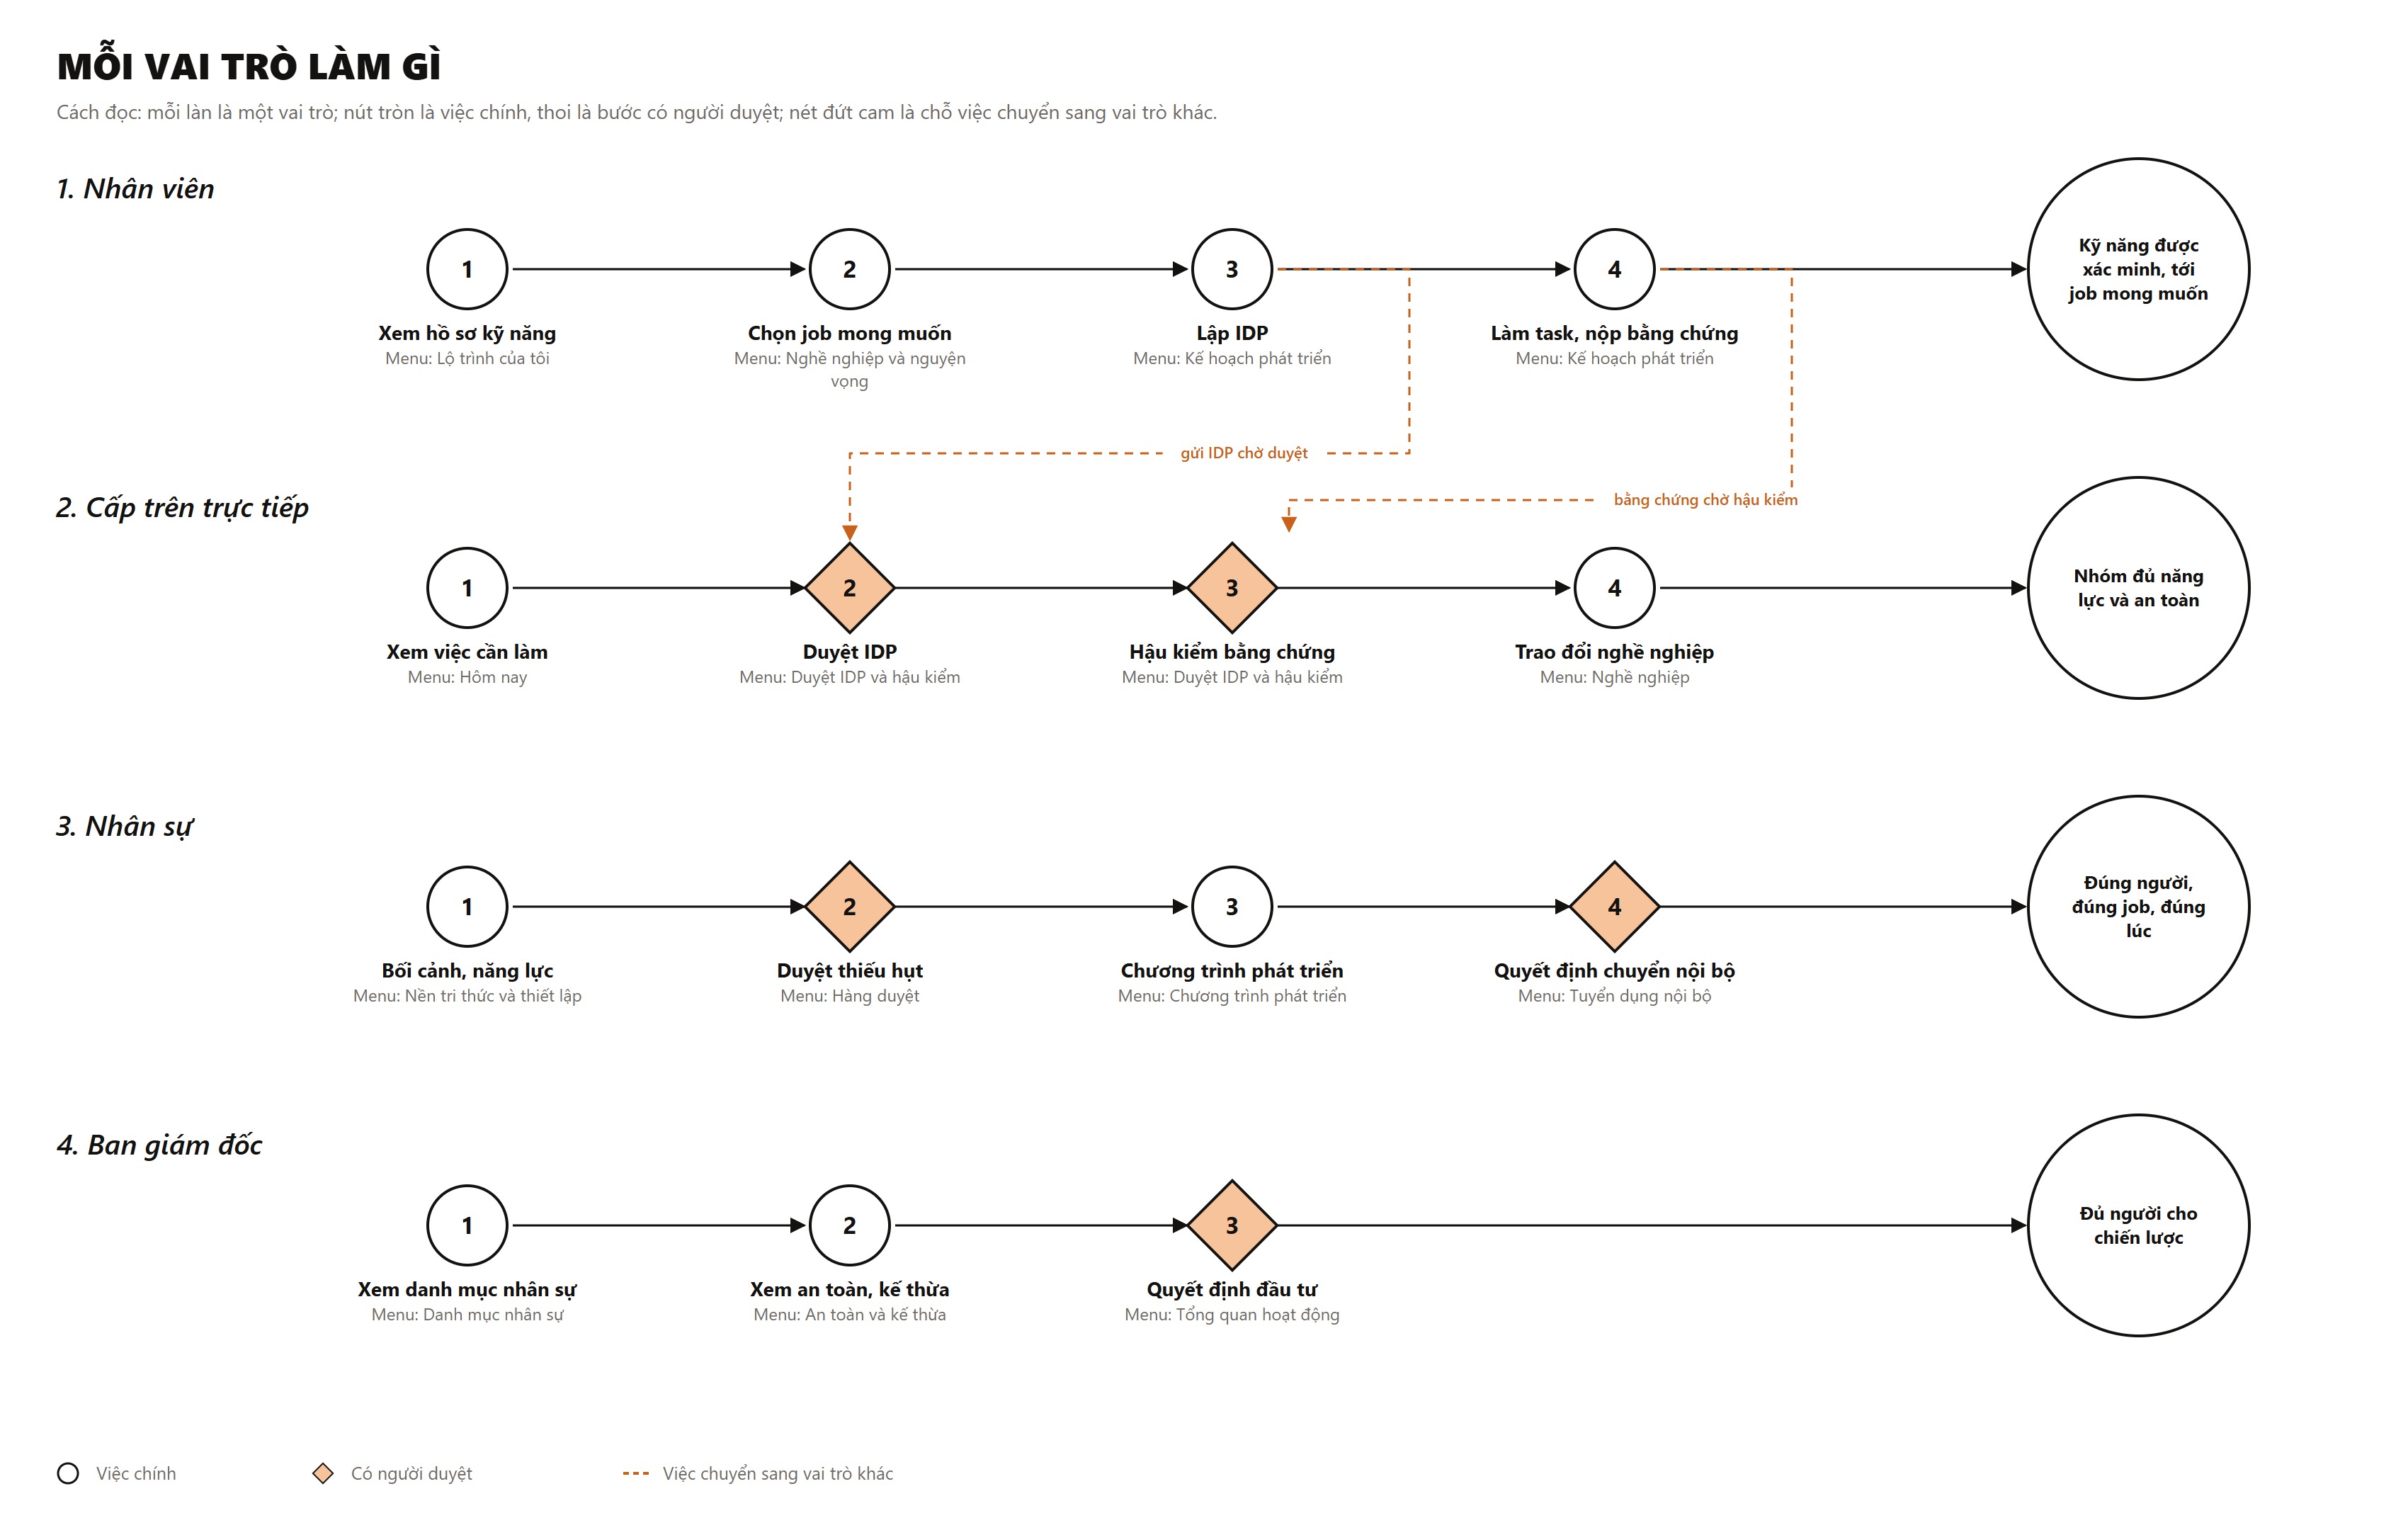 MỖI VAI TRÒ LÀM GÌ
Cách đọc: mỗi làn là một vai trò; nút tròn là việc chính, thoi là bước có người duyệt; nét đứt cam là chỗ việc chuyển sang vai trò khác.
1. Nhân viên
1
2
3
4
Kỹ năng được
xác minh, tới
job mong muốn
Xem hồ sơ kỹ năng
Menu: Lộ trình của tôi
Chọn job mong muốn
Menu: Nghề nghiệp và nguyện
vọng
Lập IDP
Menu: Kế hoạch phát triển
Làm task, nộp bằng chứng
Menu: Kế hoạch phát triển
gửi IDP chờ duyệt
bằng chứng chờ hậu kiểm
2. Cấp trên trực tiếp
1
2
3
4
Nhóm đủ năng
lực và an toàn
Xem việc cần làm
Menu: Hôm nay
Duyệt IDP
Menu: Duyệt IDP và hậu kiểm
Hậu kiểm bằng chứng
Menu: Duyệt IDP và hậu kiểm
Trao đổi nghề nghiệp
Menu: Nghề nghiệp
3. Nhân sự
1
2
3
4
Đúng người,
đúng job, đúng
lúc
Bối cảnh, năng lực
Menu: Nền tri thức và thiết lập
Duyệt thiếu hụt
Menu: Hàng duyệt
Chương trình phát triển
Menu: Chương trình phát triển
Quyết định chuyển nội bộ
Menu: Tuyển dụng nội bộ
4. Ban giám đốc
1
2
3
Đủ người cho
chiến lược
Xem danh mục nhân sự
Menu: Danh mục nhân sự
Xem an toàn, kế thừa
Menu: An toàn và kế thừa
Quyết định đầu tư
Menu: Tổng quan hoạt động
Việc chính
Có người duyệt
Việc chuyển sang vai trò khác